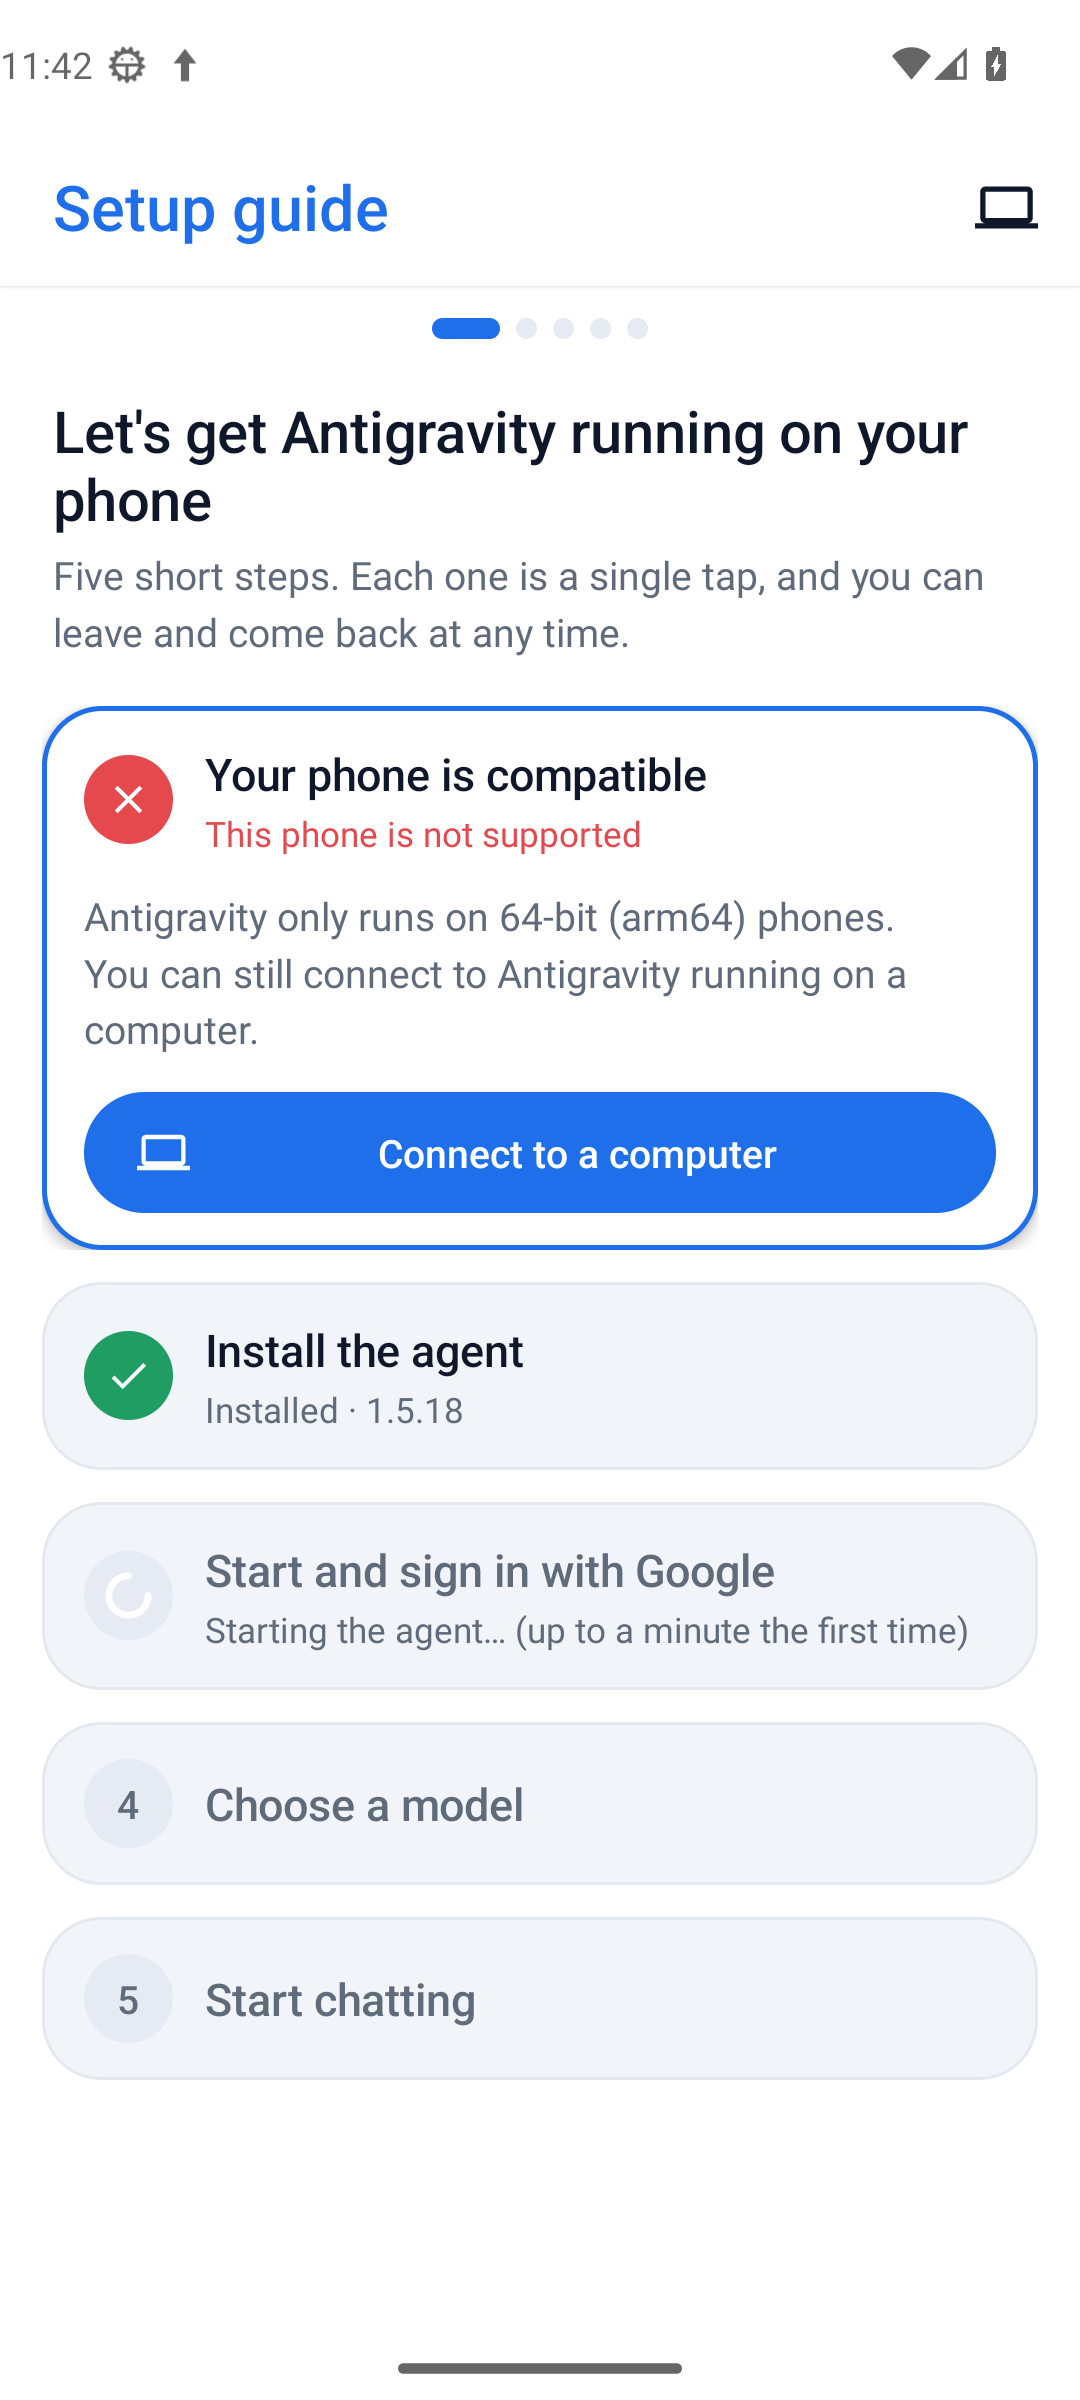 11:42
Setup guide
Let's get Antigravity running on your
phone
Five short steps. Each one is a single tap, and you can
leave and come back at any time.
Your phone is compatible
This phone is not supported
Antigravity only runs on 64-bit (arm64) phones.
You can still connect to Antigravity running on a
computer.
Connect to a computer
Install the agent
Installed · 1.5.18
Start and sign in with Google
Starting the agent… (up to a minute the first time)
4
Choose a model
5
Start chatting